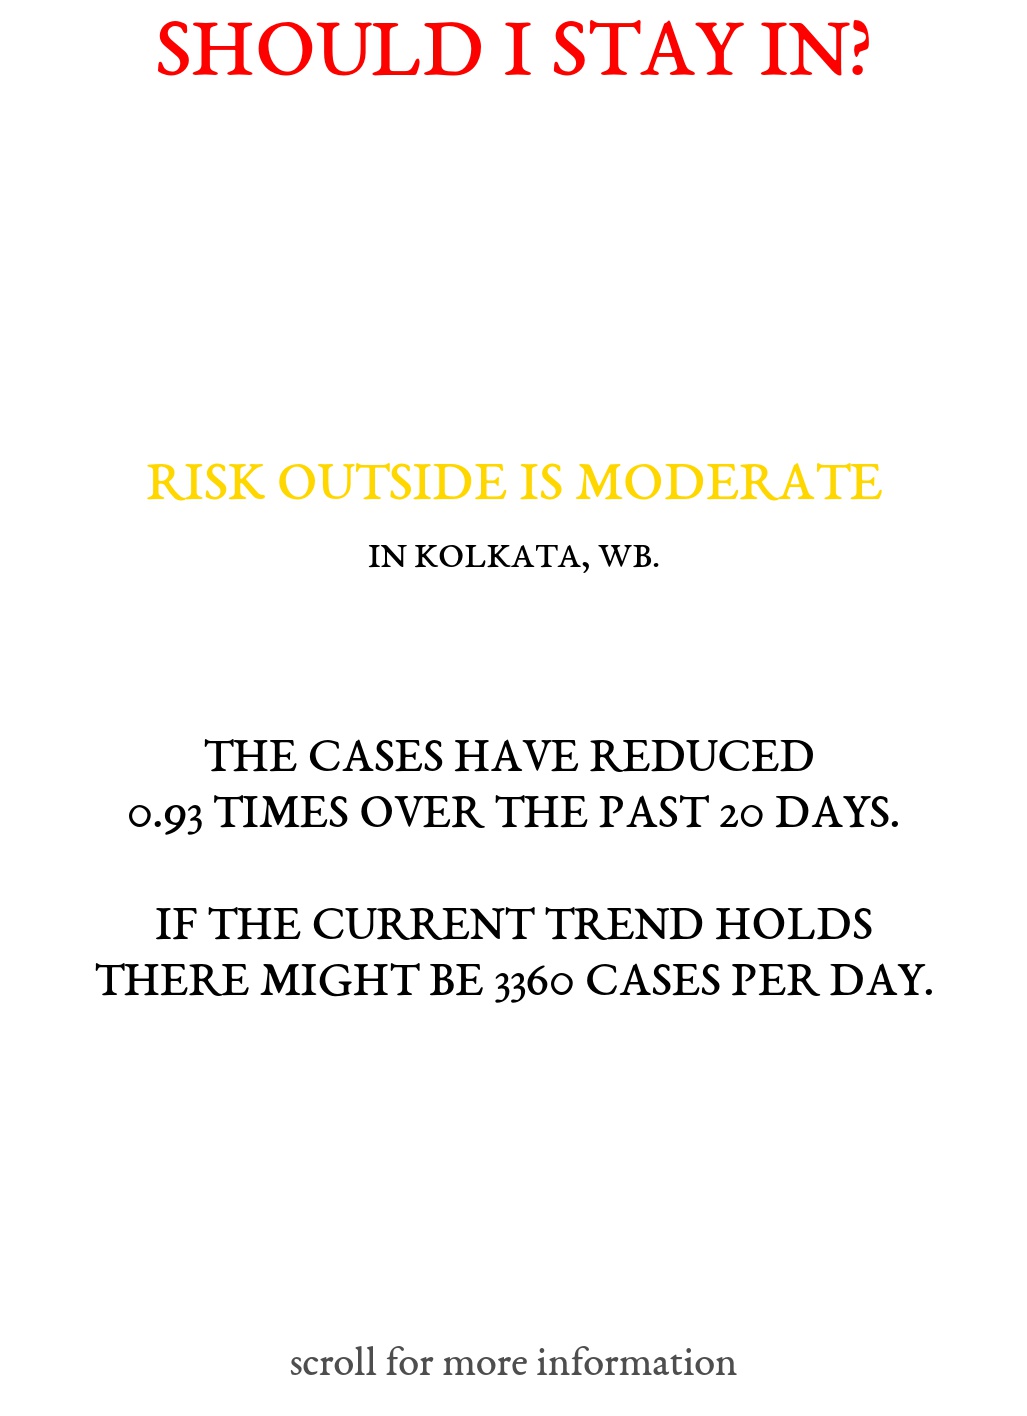 SHOULD I STAY IN?
RISK OUTSIDE IS MODERATE
IN KOLKATA, WB.
THE CASES HAVE REDUCED
0.93 TIMES OVER THE PAST 20 DAYS.
IF THE CURRENT TREND HOLDS
THERE MIGHT BE 3360 CASES PER DAY.
scroll for more information